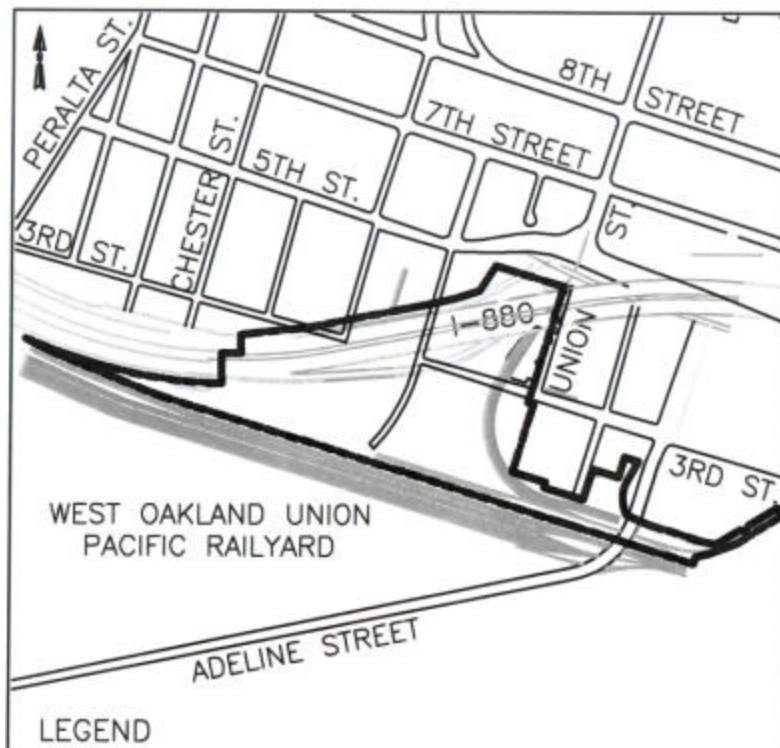 PERALTA ST.
8TH STREET
7TH STREET
5TH ST.
CHESTER ST.
3RD ST.
I-880
UNION ST.
3RD ST.
WEST OAKLAND UNION
PACIFIC RAILYARD
ADELINE STREET
LEGEND